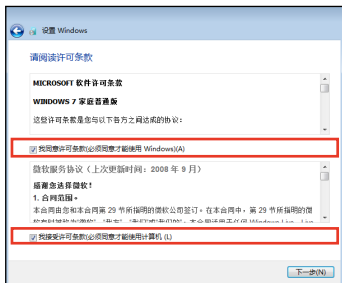 设置 Windows
请阅读许可条款
MICROSOFT 软件许可条款
WINDOWS 7 家庭普通版
这些许可条款是您与以下各方之间达成的协议:
我同意许可条款(必须同意才能使用 Windows)(A)
微软服务协议（上次更新时间: 2008 年 9 月）
感谢您选择微软!
1. 合同范围。
本合同由您和本合同第 29 节所指明的微软公司签订。在本合同中，第 29 节所指明的微
我接受许可条款(必须同意才能使用计算机 (L)
下一步(N)